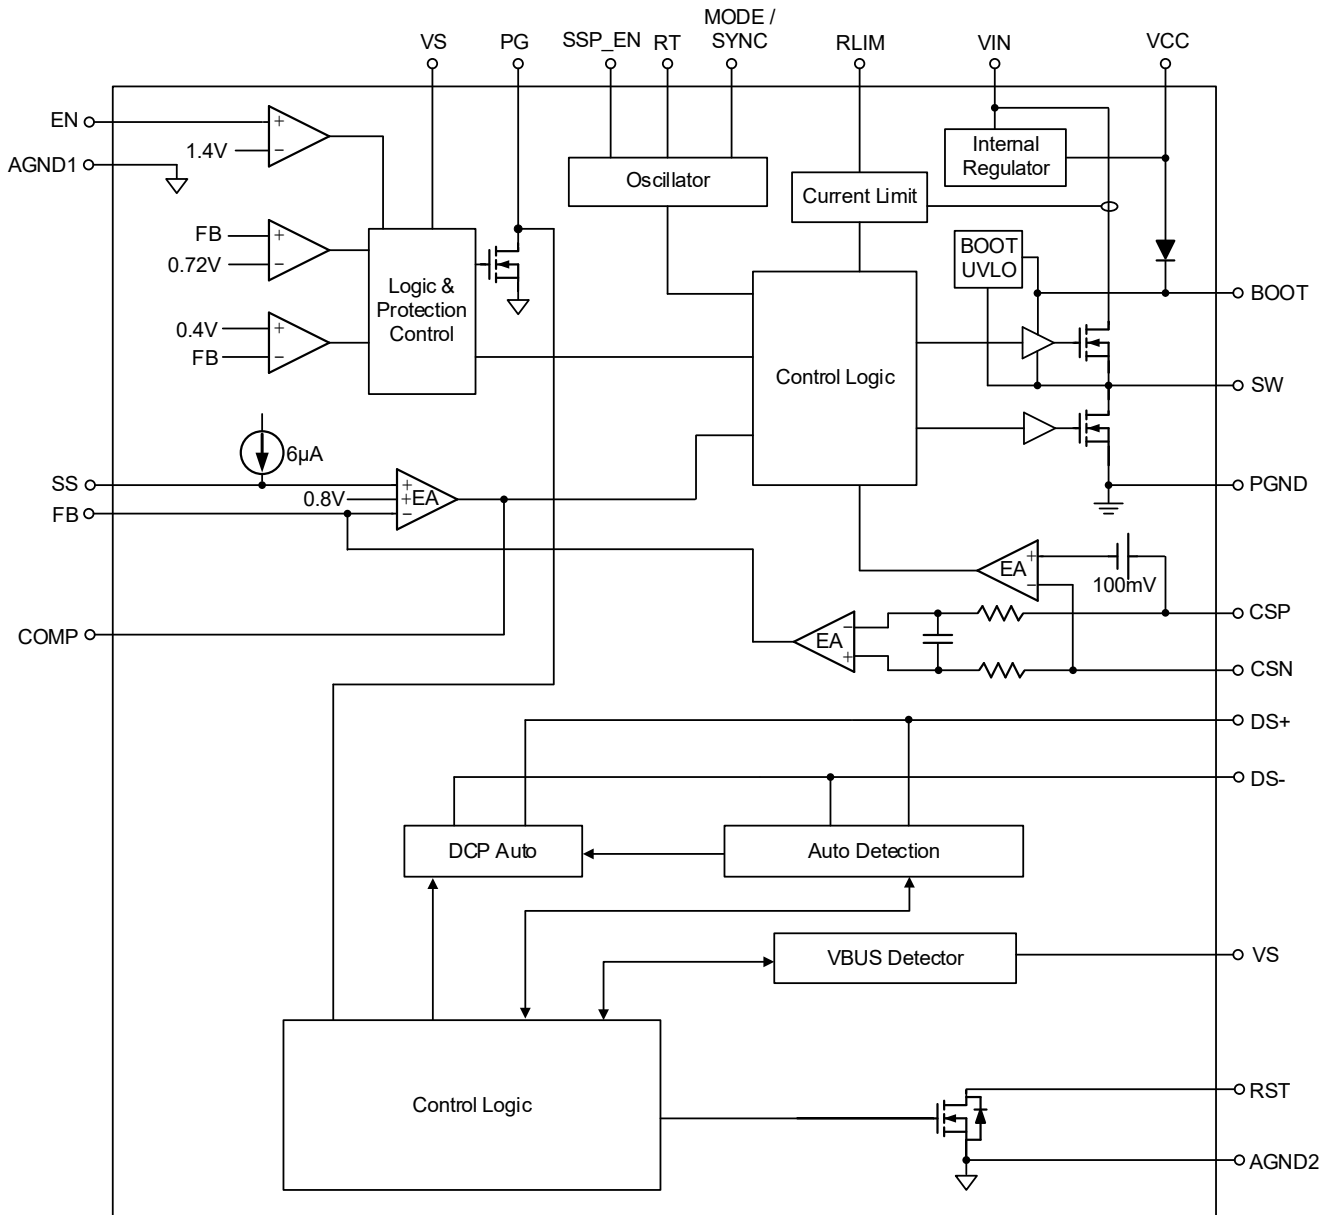 MODE /
SYNC
VS
PG
SSP_EN
RT
RLIM
VIN
VCC
EN
+
−
1.4V
AGND1
Internal
Regulator
Oscillator
Current Limit
FB
+
0.72V
−
BOOT
UVLO
Logic &
Protection
Control
BOOT
0.4V
+
FB
−
Control Logic
SW
6µA
SS
+
0.8V
+
EA
FB
−
PGND
EA
+
−
100mV
CSP
COMP
EA
−
+
CSN
DS+
DS-
DCP Auto
Auto Detection
VBUS Detector
VS
RST
Control Logic
AGND2